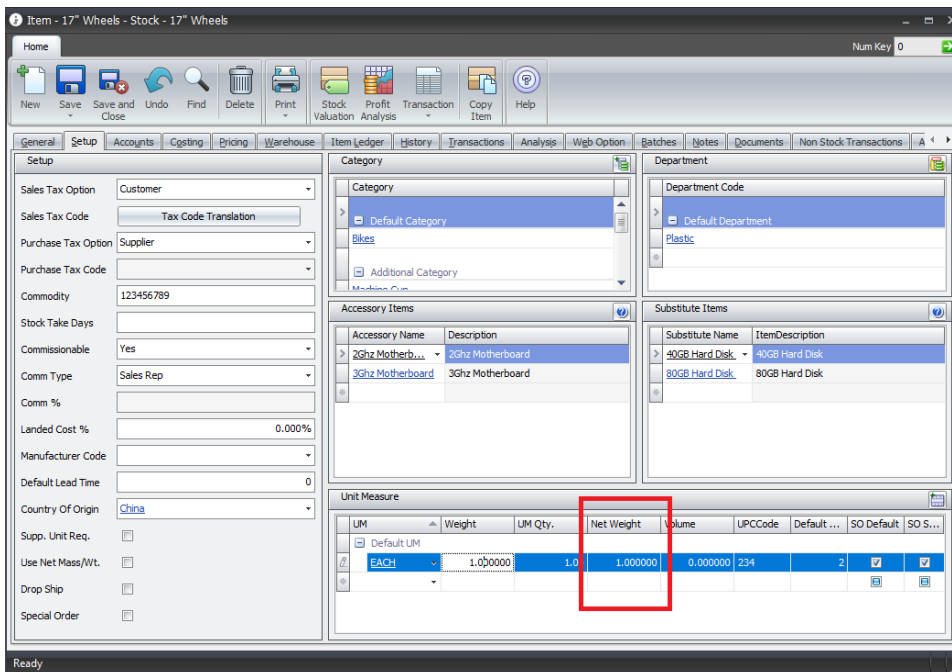 Item - 17" Wheels - Stock - 17" Wheels
Home
Num Key 0
New Save Save and Close Undo Find Delete Print Stock Valuation Profit Analysis Transaction Copy Item Help
General Setup Accounts Costing Pricing Warehouse Item Ledger History Transactions Analysis Web Option Batches Notes Documents Non Stock Transactions A
Setup
Sales Tax Option Customer
Sales Tax Code Tax Code Translation
Purchase Tax Option Supplier
Purchase Tax Code
Commodity 123456789
Stock Take Days
Commissionable Yes
Comm Type Sales Rep
Comm %
Landed Cost % 0.000%
Manufacturer Code
Default Lead Time 0
Country Of Origin China
Supp. Unit Req.
Use Net Mass/Wt.
Drop Ship
Special Order
Category
Category
Default Category
Bikes
Additional Category
Machine Cup
Department
Department Code
Default Department
Plastic
Accessory Items
Accessory Name Description
2Ghz Motherb... 2Ghz Motherboard
3Ghz Motherboard 3Ghz Motherboard
Substitute Items
Substitute Name ItemDescription
40GB Hard Disk 40GB Hard Disk
80GB Hard Disk 80GB Hard Disk
Unit Measure
UM Weight UM Qty. Net Weight Volume UPCCode Default ... SO Default SO S...
Default UM
EACH 1.000000 1.0 1.000000 0.000000 234 2
Ready